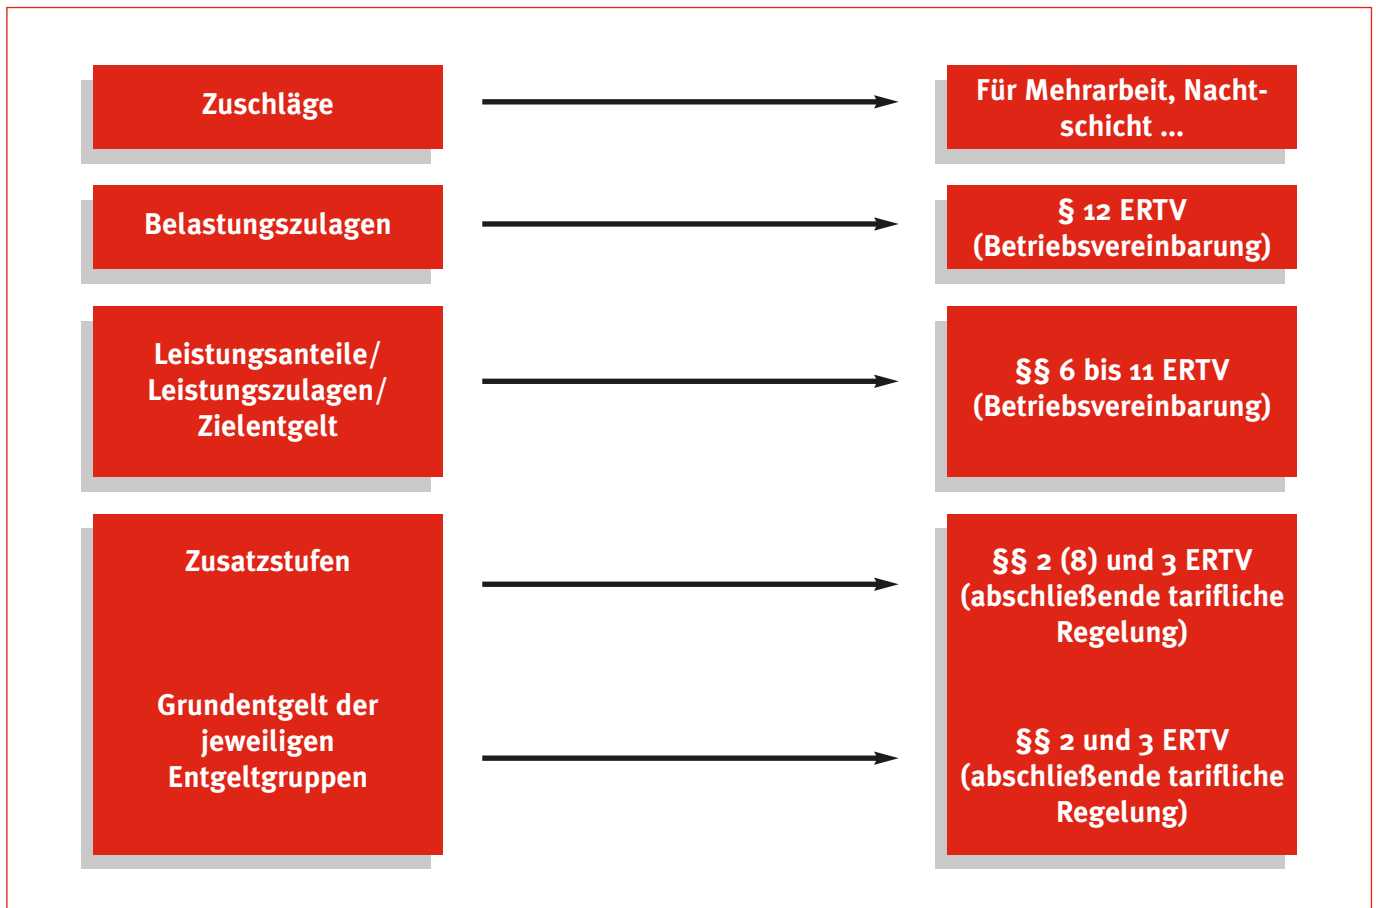 Zuschläge
Für Mehrarbeit, Nacht-
schicht ...
Belastungszulagen
§ 12 ERTV
(Betriebsvereinbarung)
Leistungsanteile/
Leistungszulagen/
Zielentgelt
§§ 6 bis 11 ERTV
(Betriebsvereinbarung)
Zusatzstufen
§§ 2 (8) und 3 ERTV
(abschließende tarifliche
Regelung)
Grundentgelt der
jeweiligen
Entgeltgruppen
§§ 2 und 3 ERTV
(abschließende tarifliche
Regelung)